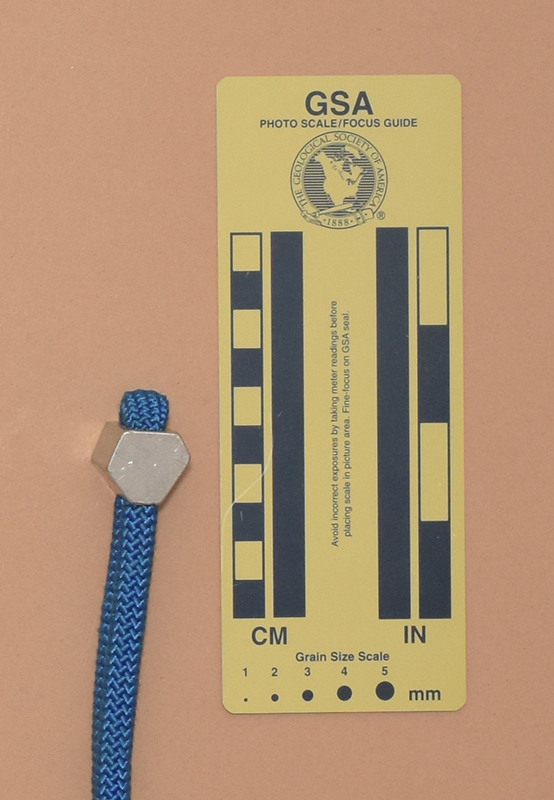 GSA
PHOTO SCALE/FOCUS GUIDE
THE GEOLOGICAL SOCIETY OF AMERICA
®
·1888·
Avoid incorrect exposures by taking meter readings before
placing scale in picture area. Fine-focus on GSA seal.
CM IN
Grain Size Scale
1 2 3 4 5
mm